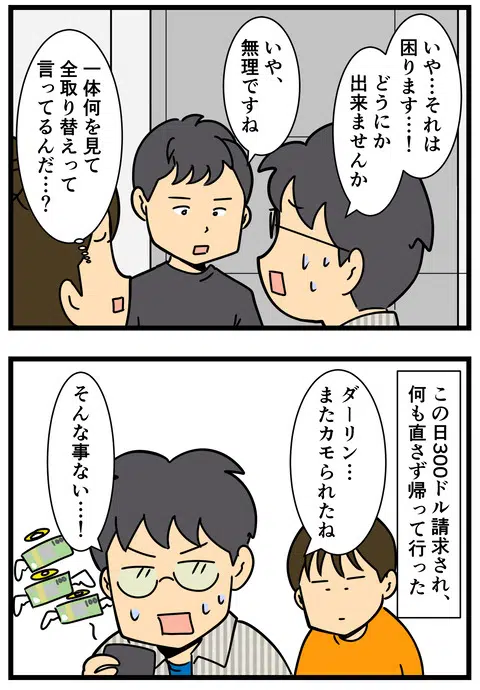 いや…それは
困ります…！
どうにか
出来ませんか
いや、
無理ですね
一体何を見て
全取り替えって
言ってるんだ…？
この日300ドル請求され、
何も直さず帰って行った
ダーリン…
またカモられたね
そんな事ない…！
100
100
100